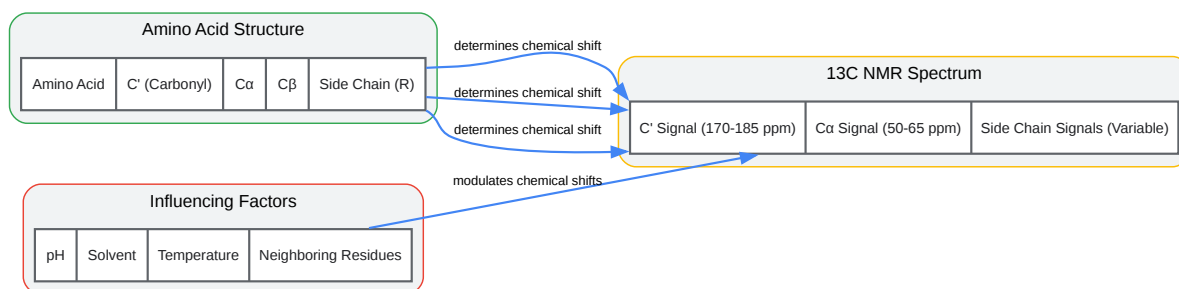 Amino Acid Structure
Amino Acid
C' (Carbonyl)
Cα
Cβ
Side Chain (R)
determines chemical shift
determines chemical shift
determines chemical shift
modulates chemical shifts
13C NMR Spectrum
C' Signal (170-185 ppm)
Cα Signal (50-65 ppm)
Side Chain Signals (Variable)
Influencing Factors
pH
Solvent
Temperature
Neighboring Residues